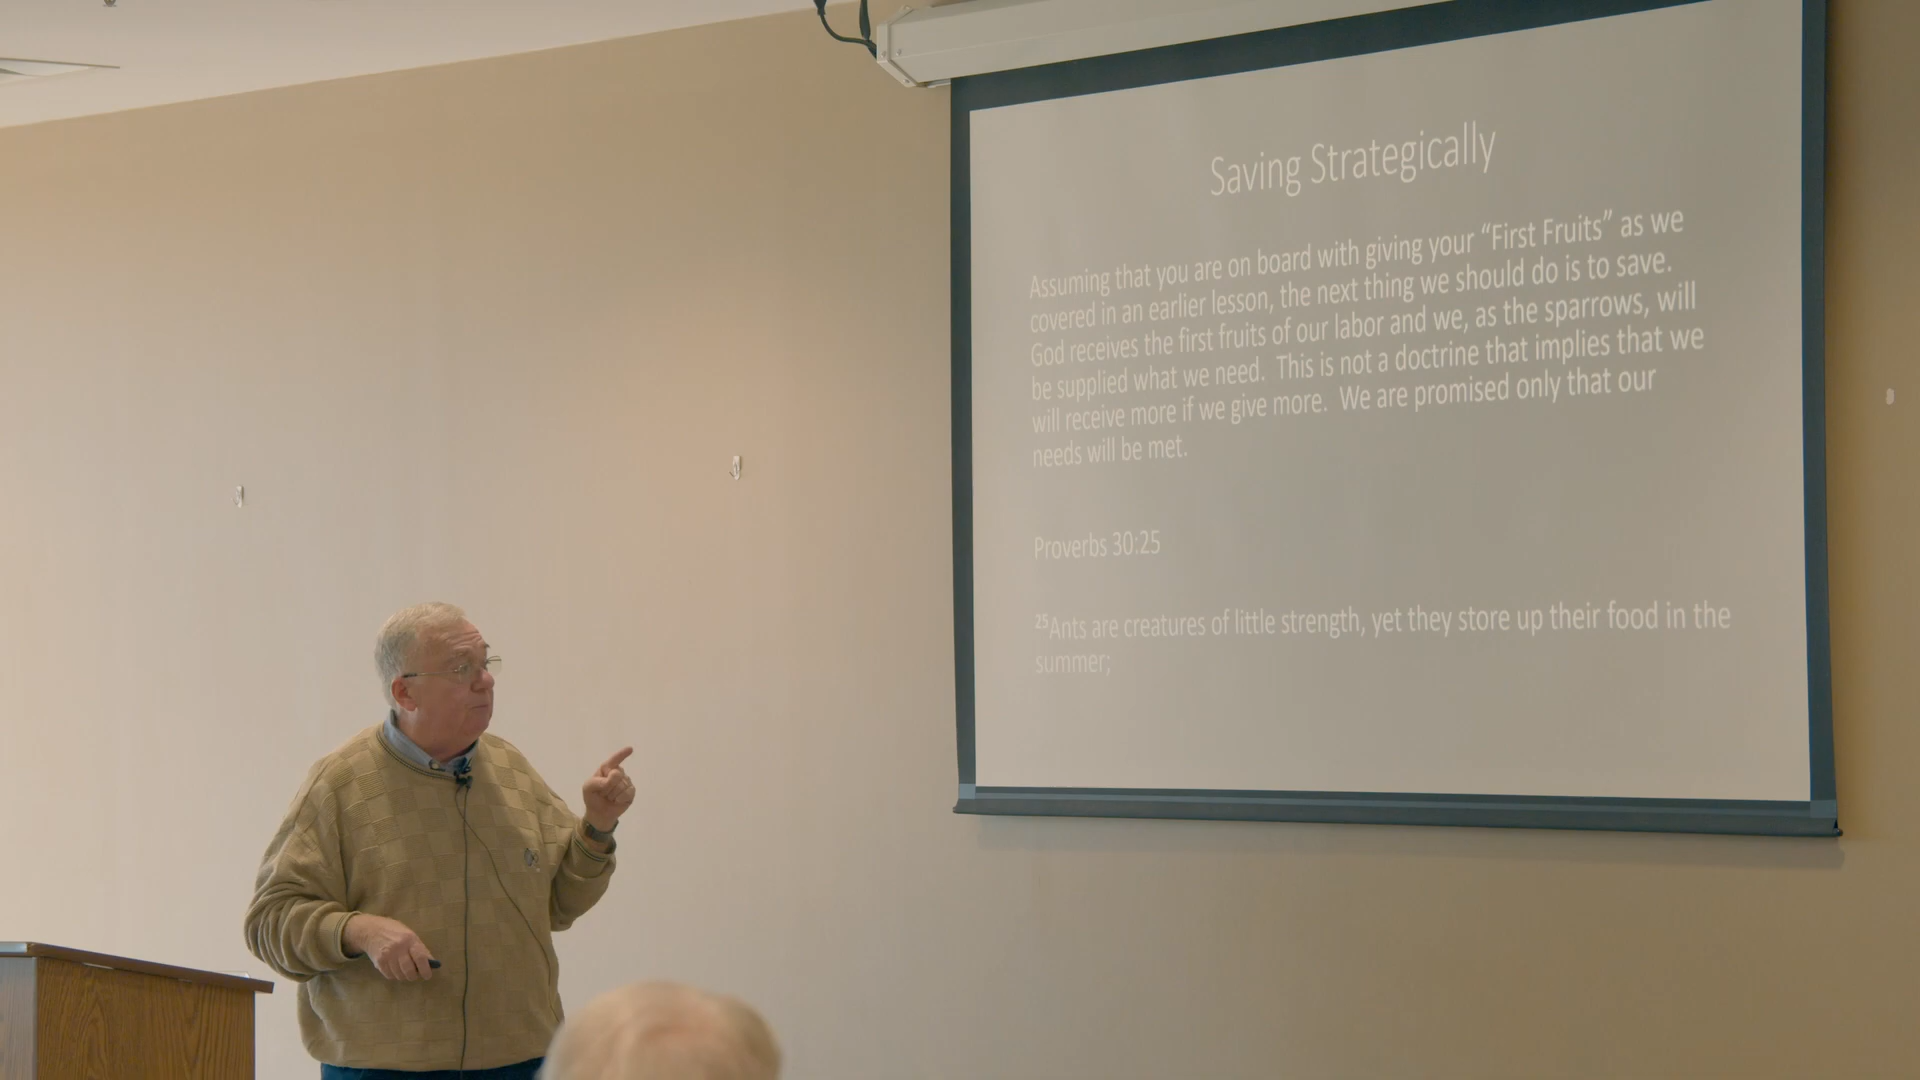 Saving Strategically
Assuming that you are on board with giving your “First Fruits” as we
covered in an earlier lesson, the next thing we should do is to save.
God receives the first fruits of our labor and we, as the sparrows, will
be supplied what we need.  This is not a doctrine that implies that we
will receive more if we give more.  We are promised only that our
needs will be met.
Proverbs 30:25
²⁵Ants are creatures of little strength, yet they store up their food in the
summer;